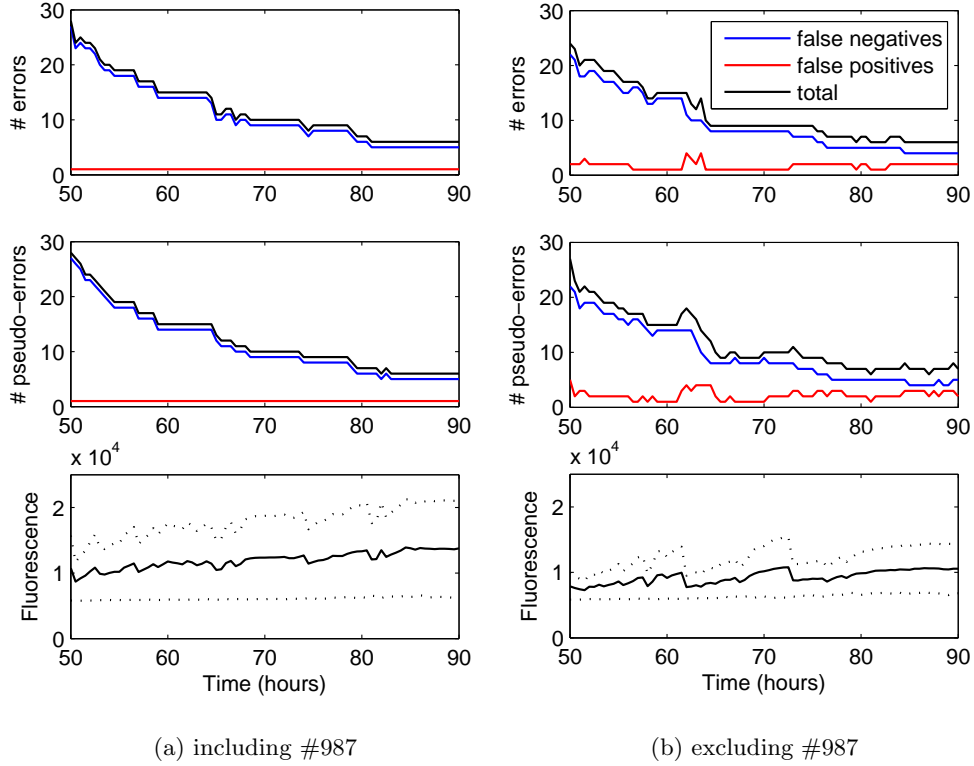 30
20
10
0
# errors
50 60 70 80 90
30
20
10
0
# errors
50 60 70 80 90
false negatives
false positives
total
30
20
10
0
# pseudo−errors
50 60 70 80 90
30
20
10
0
# pseudo−errors
50 60 70 80 90
x 10^4
2
1
0
Fluorescence
50 60 70 80 90
Time (hours)
x 10^4
2
1
0
Fluorescence
50 60 70 80 90
Time (hours)
(a) including #987
(b) excluding #987